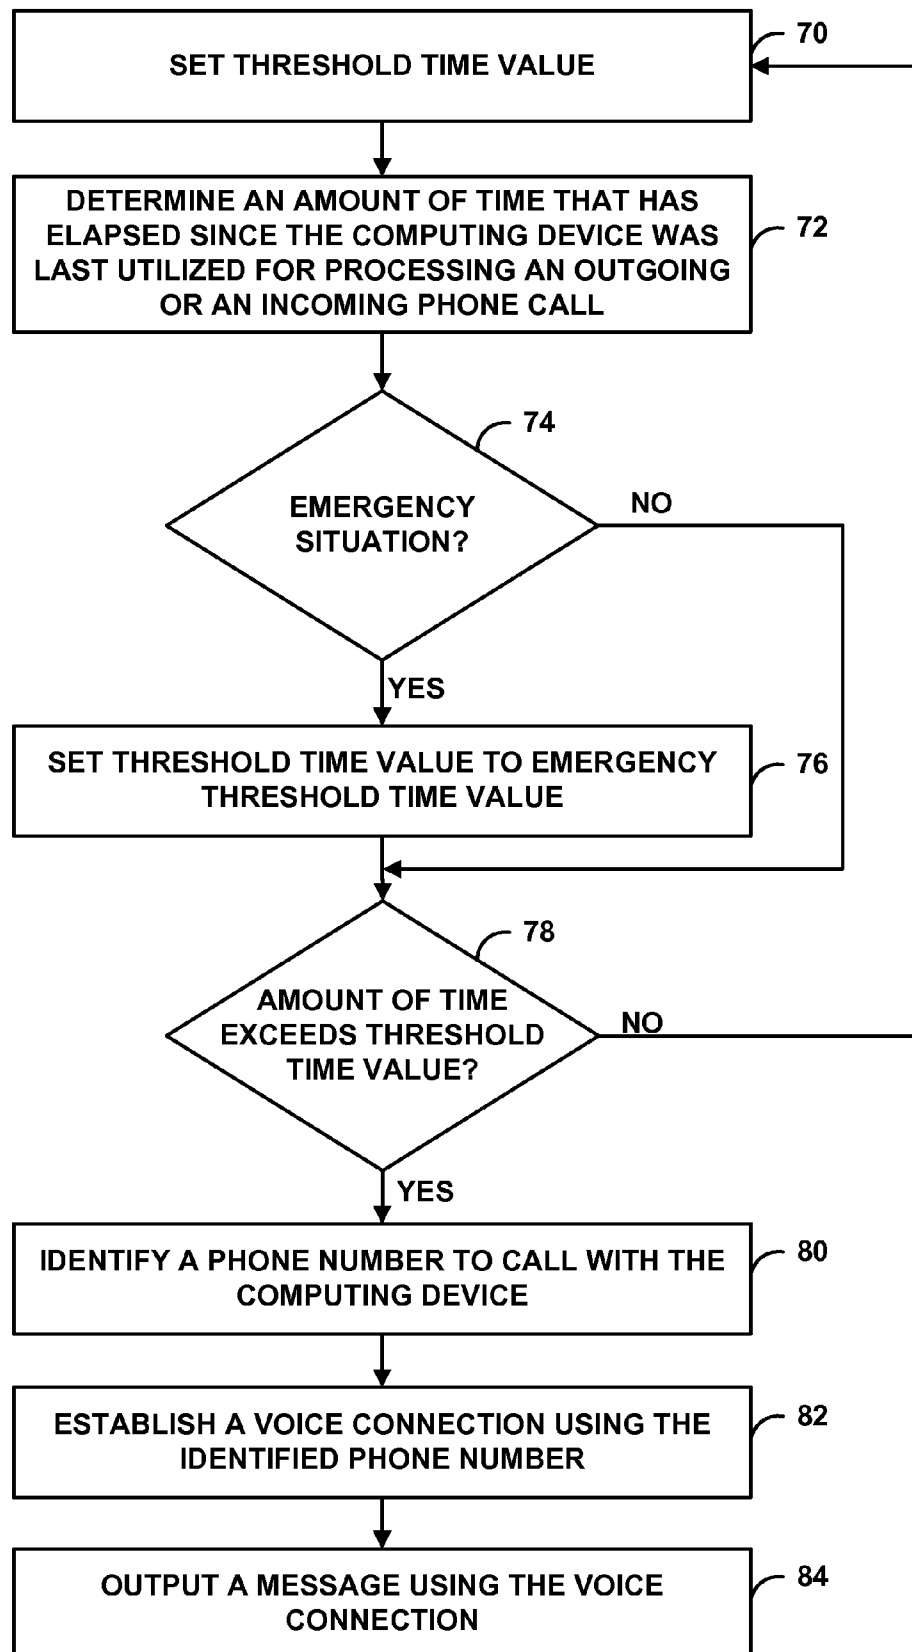 SET THRESHOLD TIME VALUE
70
DETERMINE AN AMOUNT OF TIME THAT HAS
ELAPSED SINCE THE COMPUTING DEVICE WAS
LAST UTILIZED FOR PROCESSING AN OUTGOING
OR AN INCOMING PHONE CALL
72
74
EMERGENCY
SITUATION?
NO
YES
SET THRESHOLD TIME VALUE TO EMERGENCY
THRESHOLD TIME VALUE
76
78
AMOUNT OF TIME
EXCEEDS THRESHOLD
TIME VALUE?
NO
YES
IDENTIFY A PHONE NUMBER TO CALL WITH THE
COMPUTING DEVICE
80
ESTABLISH A VOICE CONNECTION USING THE
IDENTIFIED PHONE NUMBER
82
OUTPUT A MESSAGE USING THE VOICE
CONNECTION
84